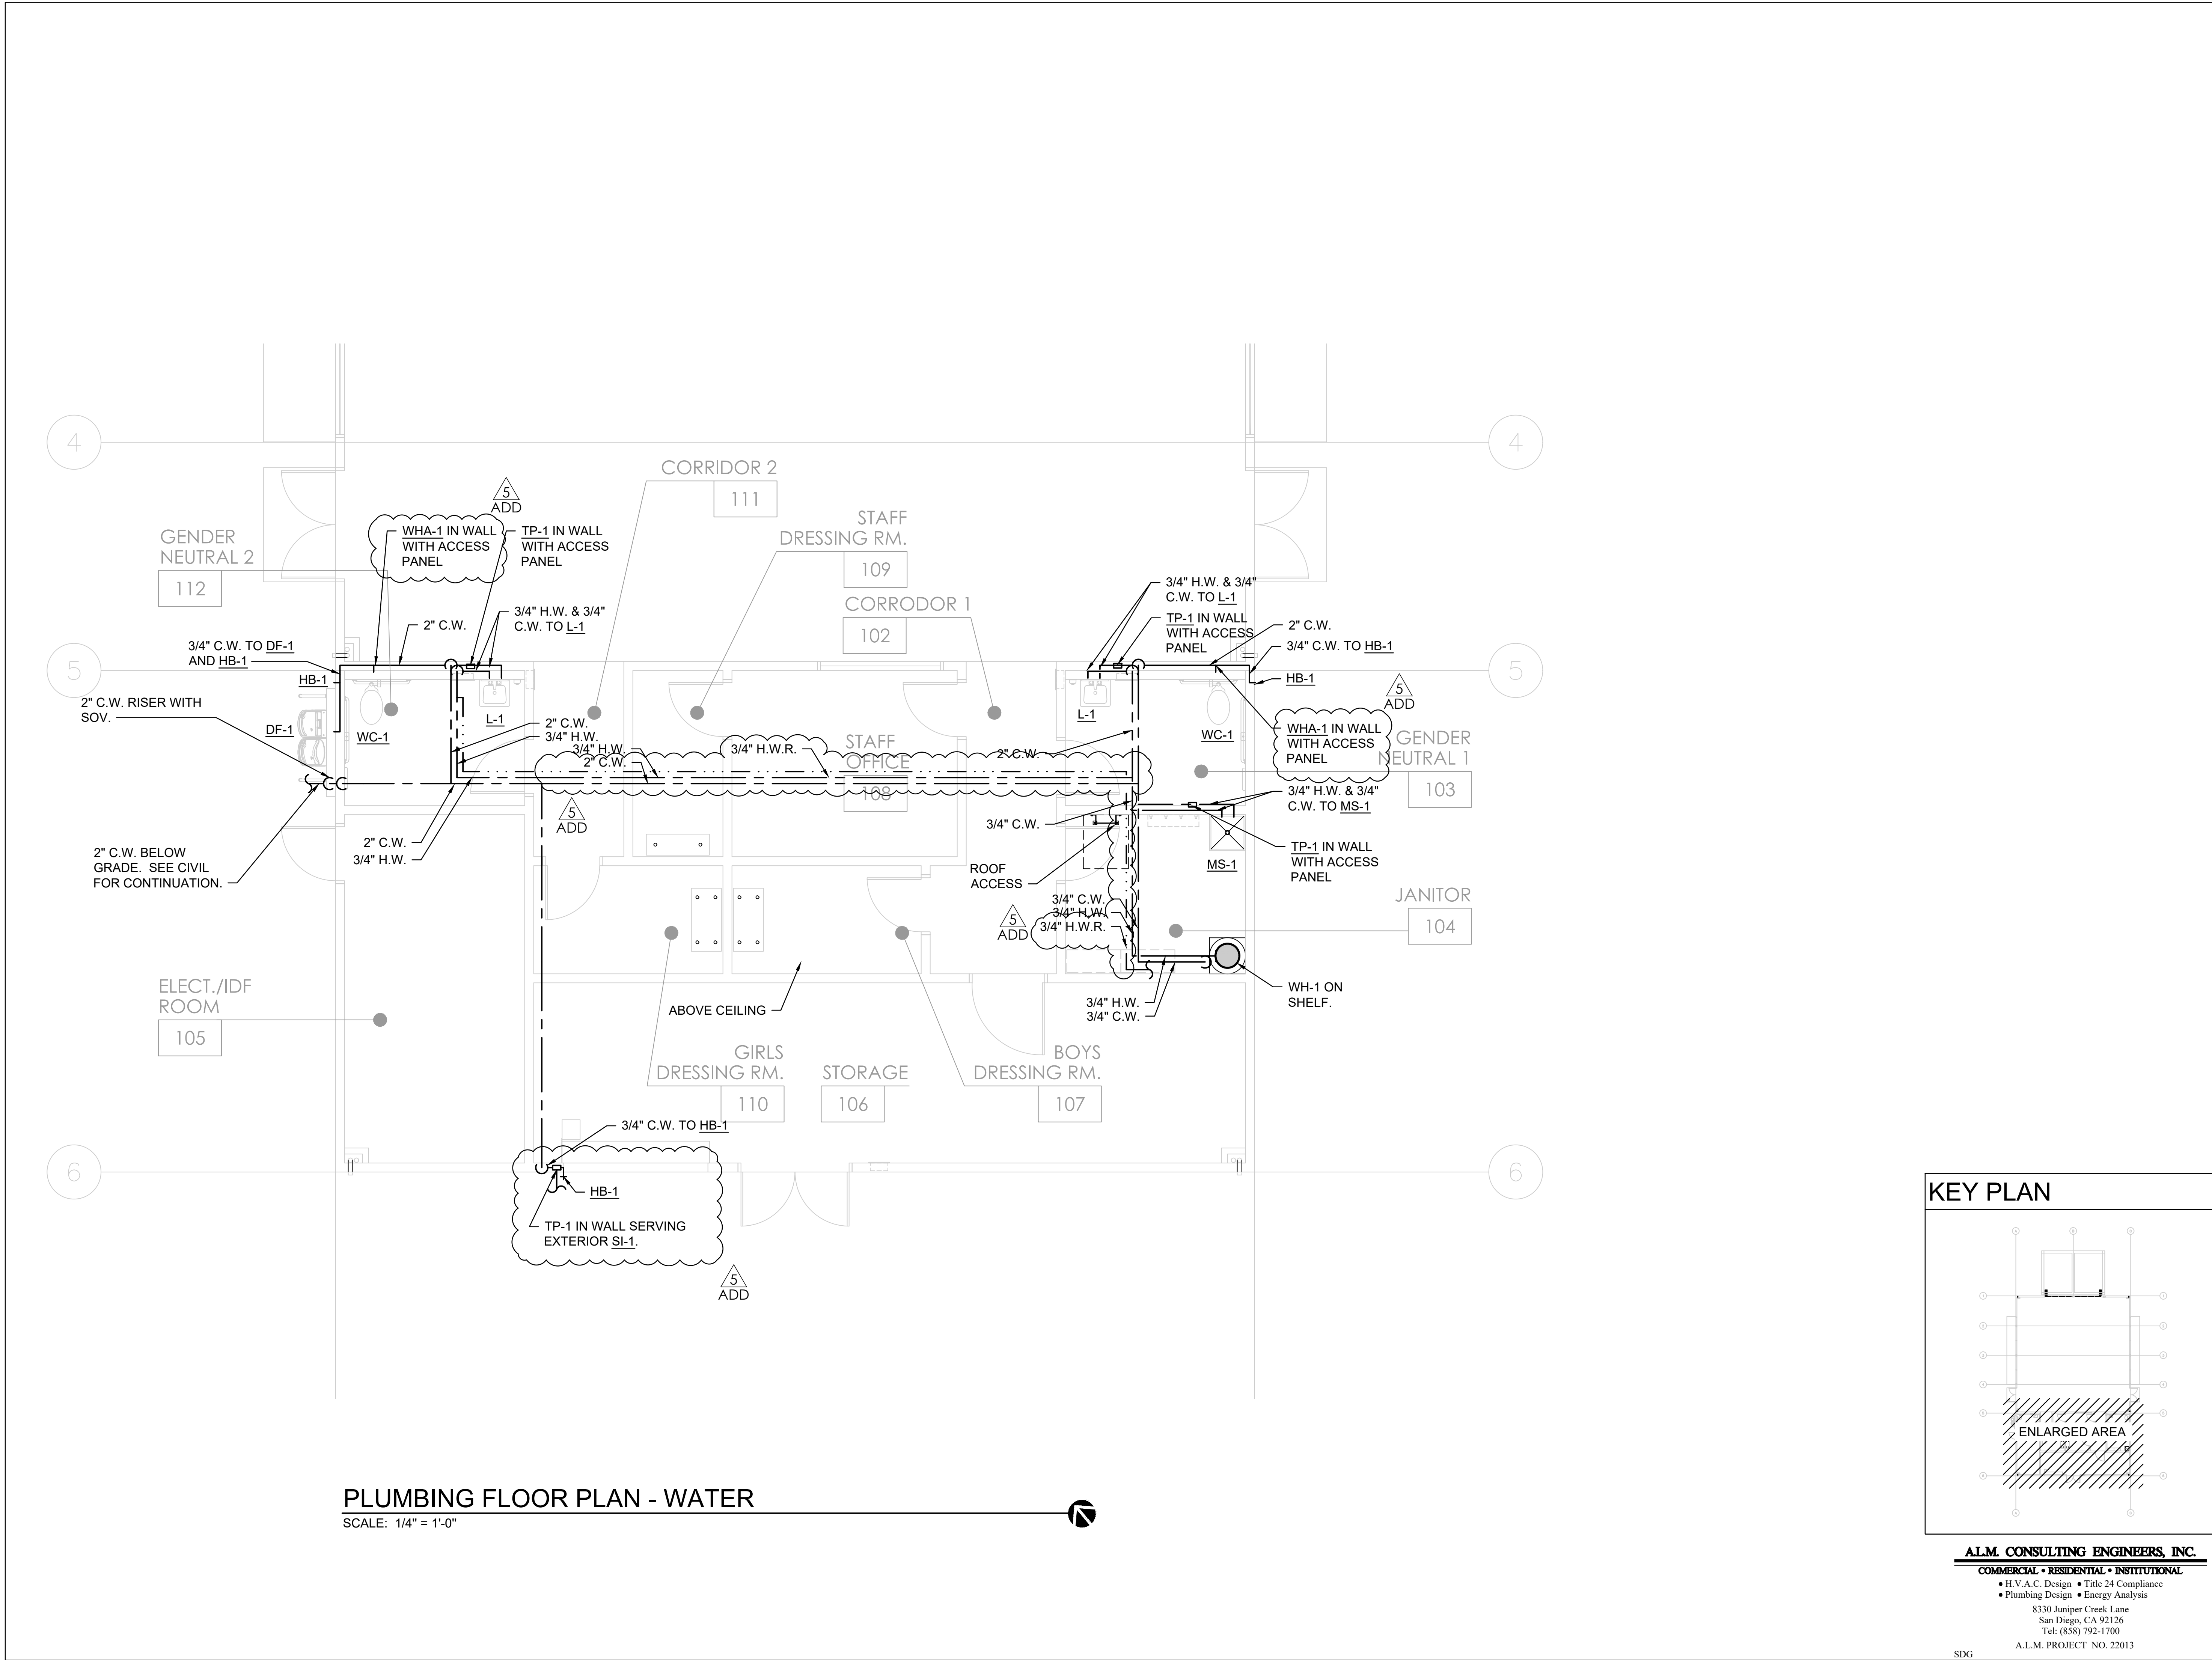 4
4
CORRIDOR 2
111
5
ADD
STAFF
DRESSING RM.
109
GENDER
NEUTRAL 2
112
WHA-1 IN WALL
WITH ACCESS
PANEL
TP-1 IN WALL
WITH ACCESS
PANEL
3/4" H.W. & 3/4"
C.W. TO L-1
2" C.W.
CORRODOR 1
102
3/4" H.W. & 3/4"
C.W. TO L-1
TP-1 IN WALL
WITH ACCESS
PANEL
2" C.W.
3/4" C.W. TO HB-1
HB-1
3/4" C.W. TO DF-1
AND HB-1
5
5
HB-1
5
ADD
2" C.W. RISER WITH
SOV.
DF-1
WC-1
L-1
2" C.W.
3/4" H.W.
3/4" H.W.
2" C.W.
3/4" H.W.R.
STAFF
OFFICE
108
2" C.W.
L-1
WC-1
WHA-1 IN WALL
WITH ACCESS
PANEL
GENDER
NEUTRAL 1
103
3/4" H.W. & 3/4"
C.W. TO MS-1
5
ADD
3/4" C.W.
2" C.W.
3/4" H.W.
2" C.W. BELOW
GRADE. SEE CIVIL
FOR CONTINUATION.
ROOF
ACCESS
MS-1
TP-1 IN WALL
WITH ACCESS
PANEL
JANITOR
104
5
ADD
3/4" C.W.
3/4" H.W.
3/4" H.W.R.
ELECT./IDF
ROOM
105
ABOVE CEILING
3/4" H.W.
3/4" C.W.
WH-1 ON
SHELF.
GIRLS
DRESSING RM.
110
STORAGE
106
BOYS
DRESSING RM.
107
3/4" C.W. TO HB-1
6
6
HB-1
TP-1 IN WALL SERVING
EXTERIOR SI-1.
5
ADD
KEY PLAN
ENLARGED AREA
PLUMBING FLOOR PLAN - WATER
SCALE: 1/4" = 1'-0"
A.L.M. CONSULTING ENGINEERS, INC.
COMMERCIAL • RESIDENTIAL • INSTITUTIONAL
• H.V.A.C. Design • Title 24 Compliance
• Plumbing Design • Energy Analysis
8330 Juniper Creek Lane
San Diego, CA 92126
Tel: (858) 792-1700
A.L.M. PROJECT NO. 22013
SDG